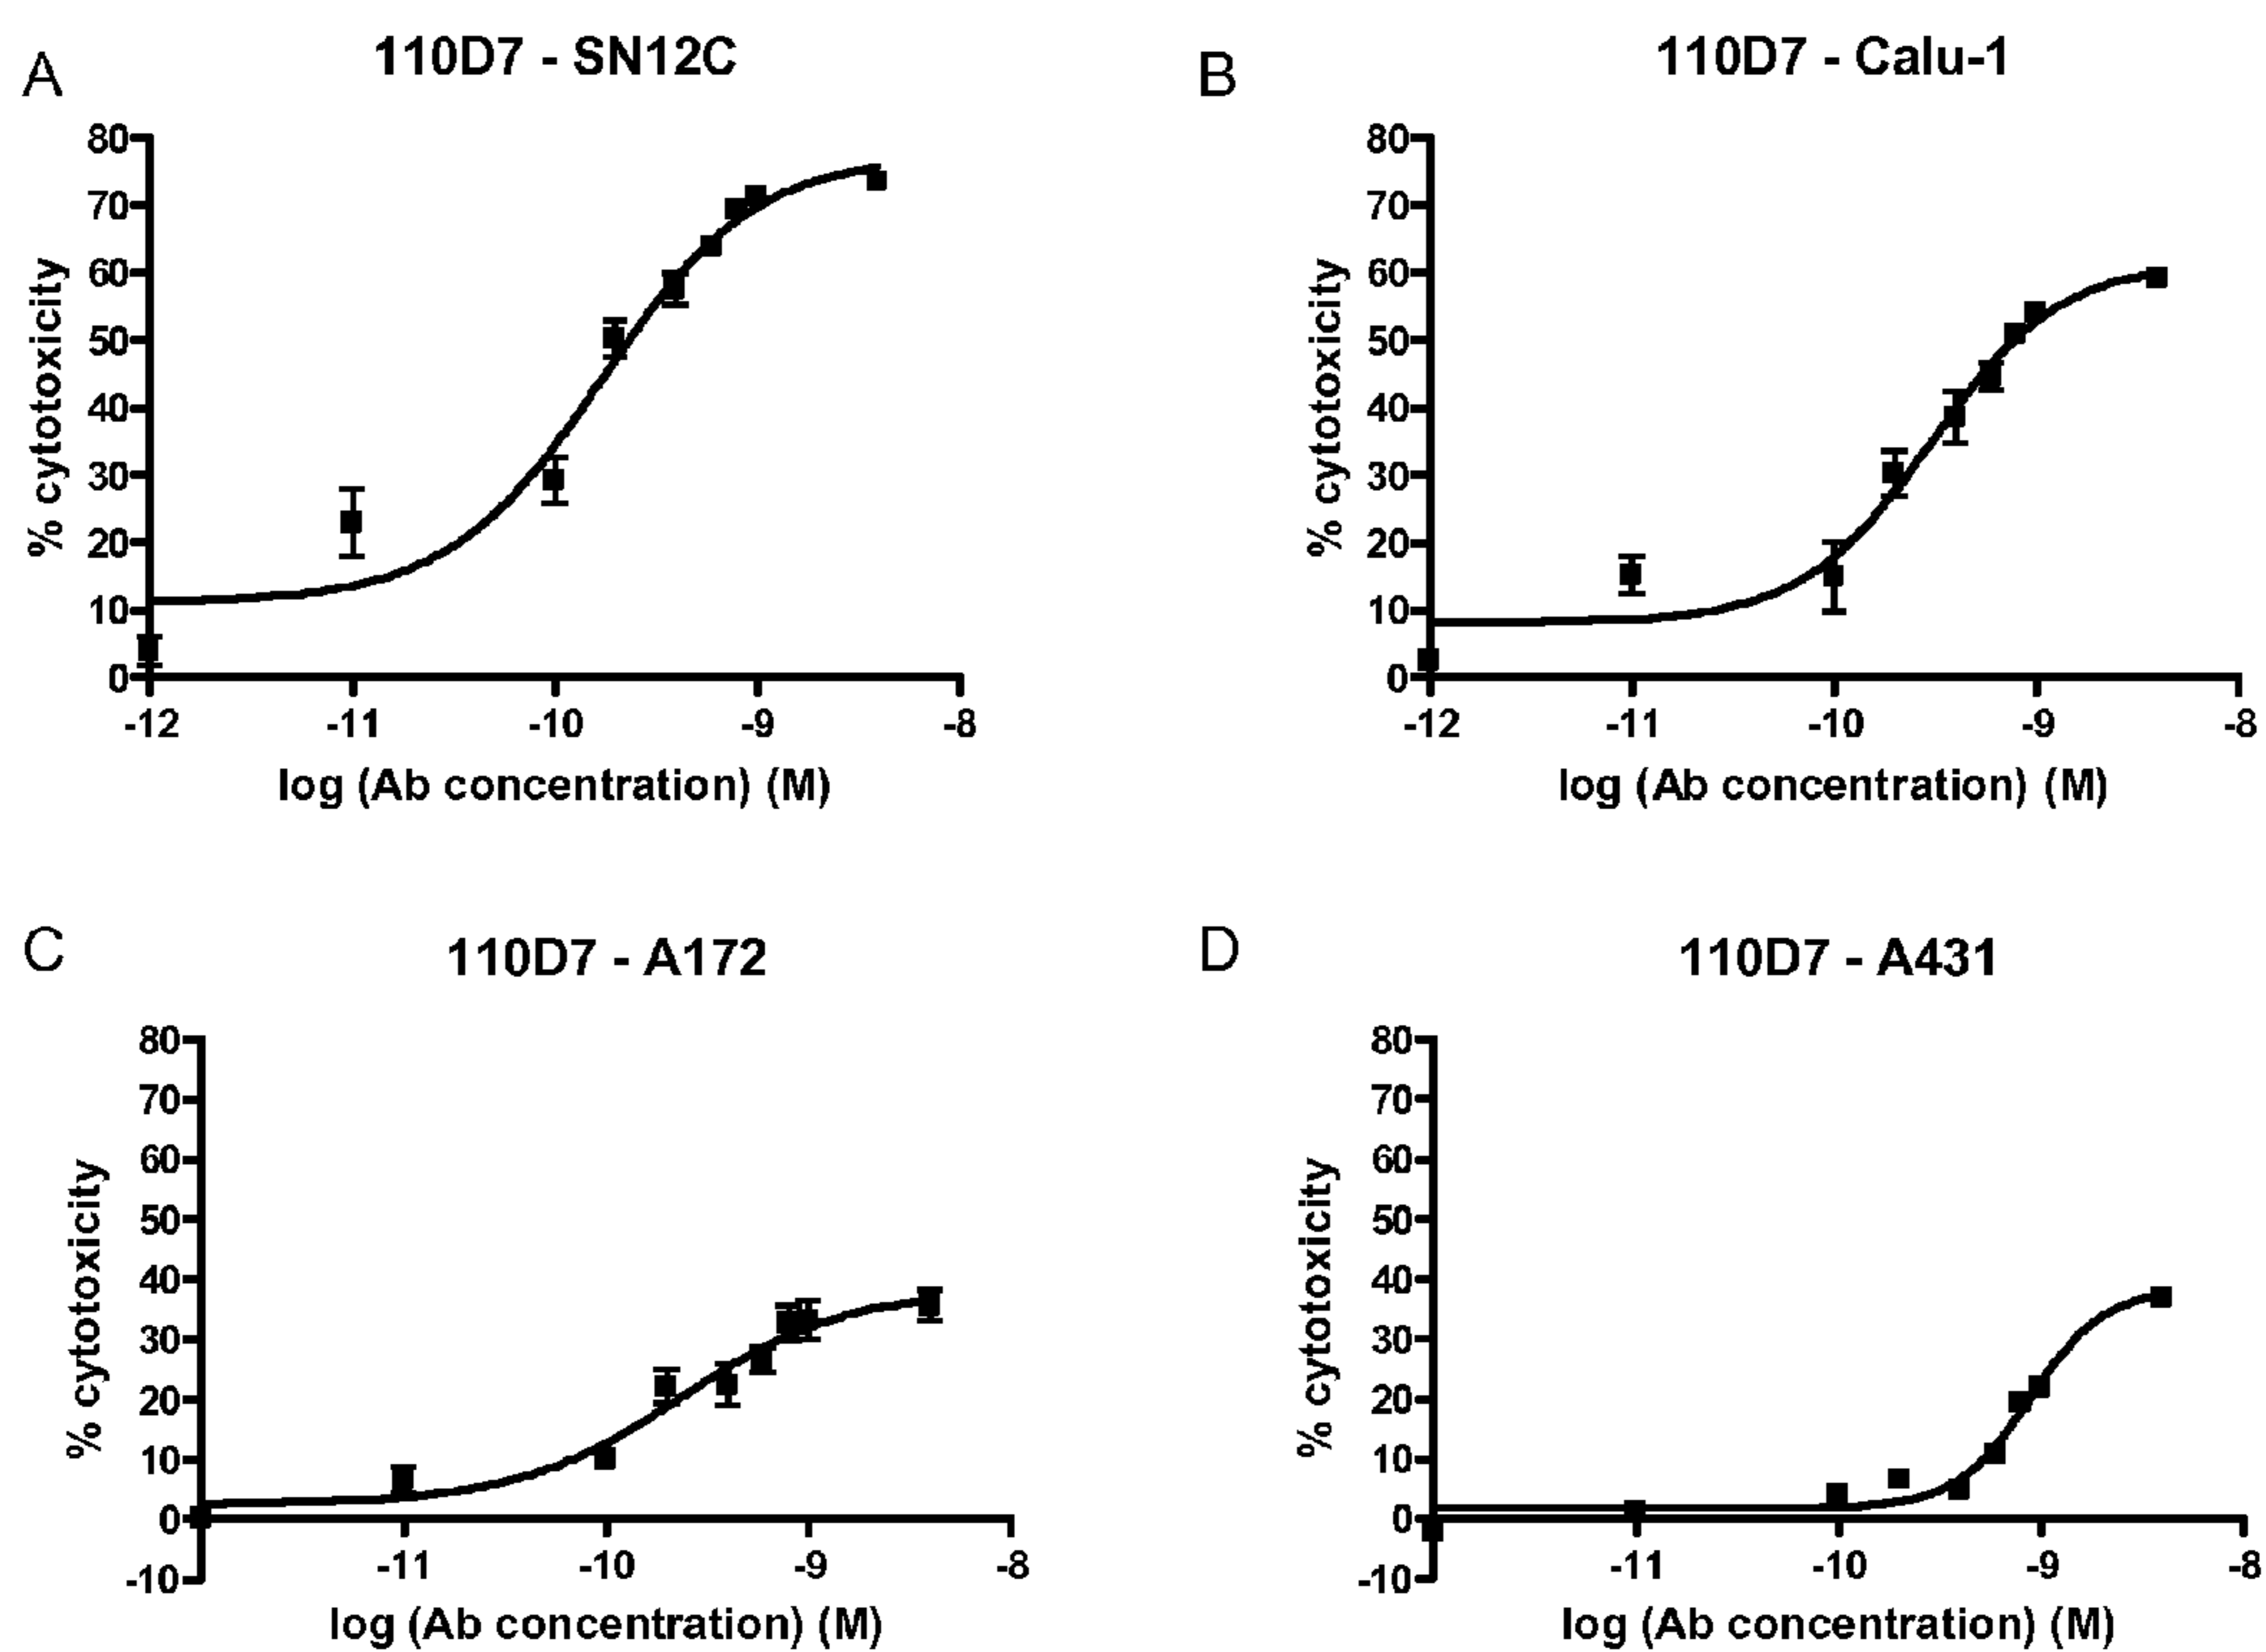 A
110D7 - SN12C
80
70
60
50
40
30
20
10
0
% cytotoxicity
-12 -11 -10 -9 -8
log (Ab concentration) (M)
B
110D7 - Calu-1
80
70
60
50
40
30
20
10
0
% cytotoxicity
-12 -11 -10 -9 -8
log (Ab concentration) (M)
C
110D7 - A172
80
70
60
50
40
30
20
10
0
-10
% cytotoxicity
-11 -10 -9 -8
log (Ab concentration) (M)
D
110D7 - A431
80
70
60
50
40
30
20
10
0
-10
% cytotoxicity
-11 -10 -9 -8
log (Ab concentration) (M)